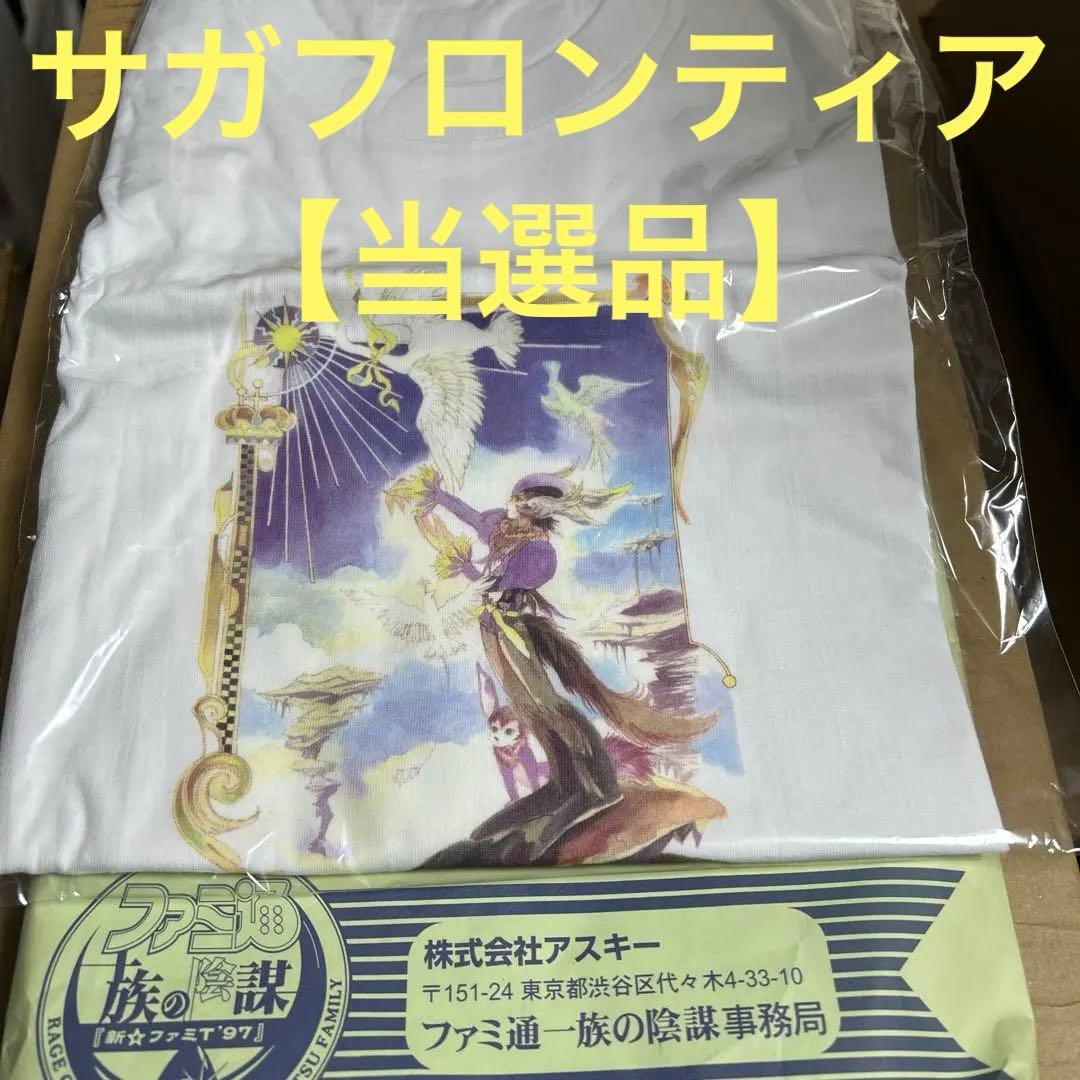 サガフロンティア
【当選品】
ファミ通
一族の陰謀
『新☆ファミT'97』
株式会社アスキー
〒151-24 東京都渋谷区代々木4-33-10
ファミ通一族の陰謀事務局